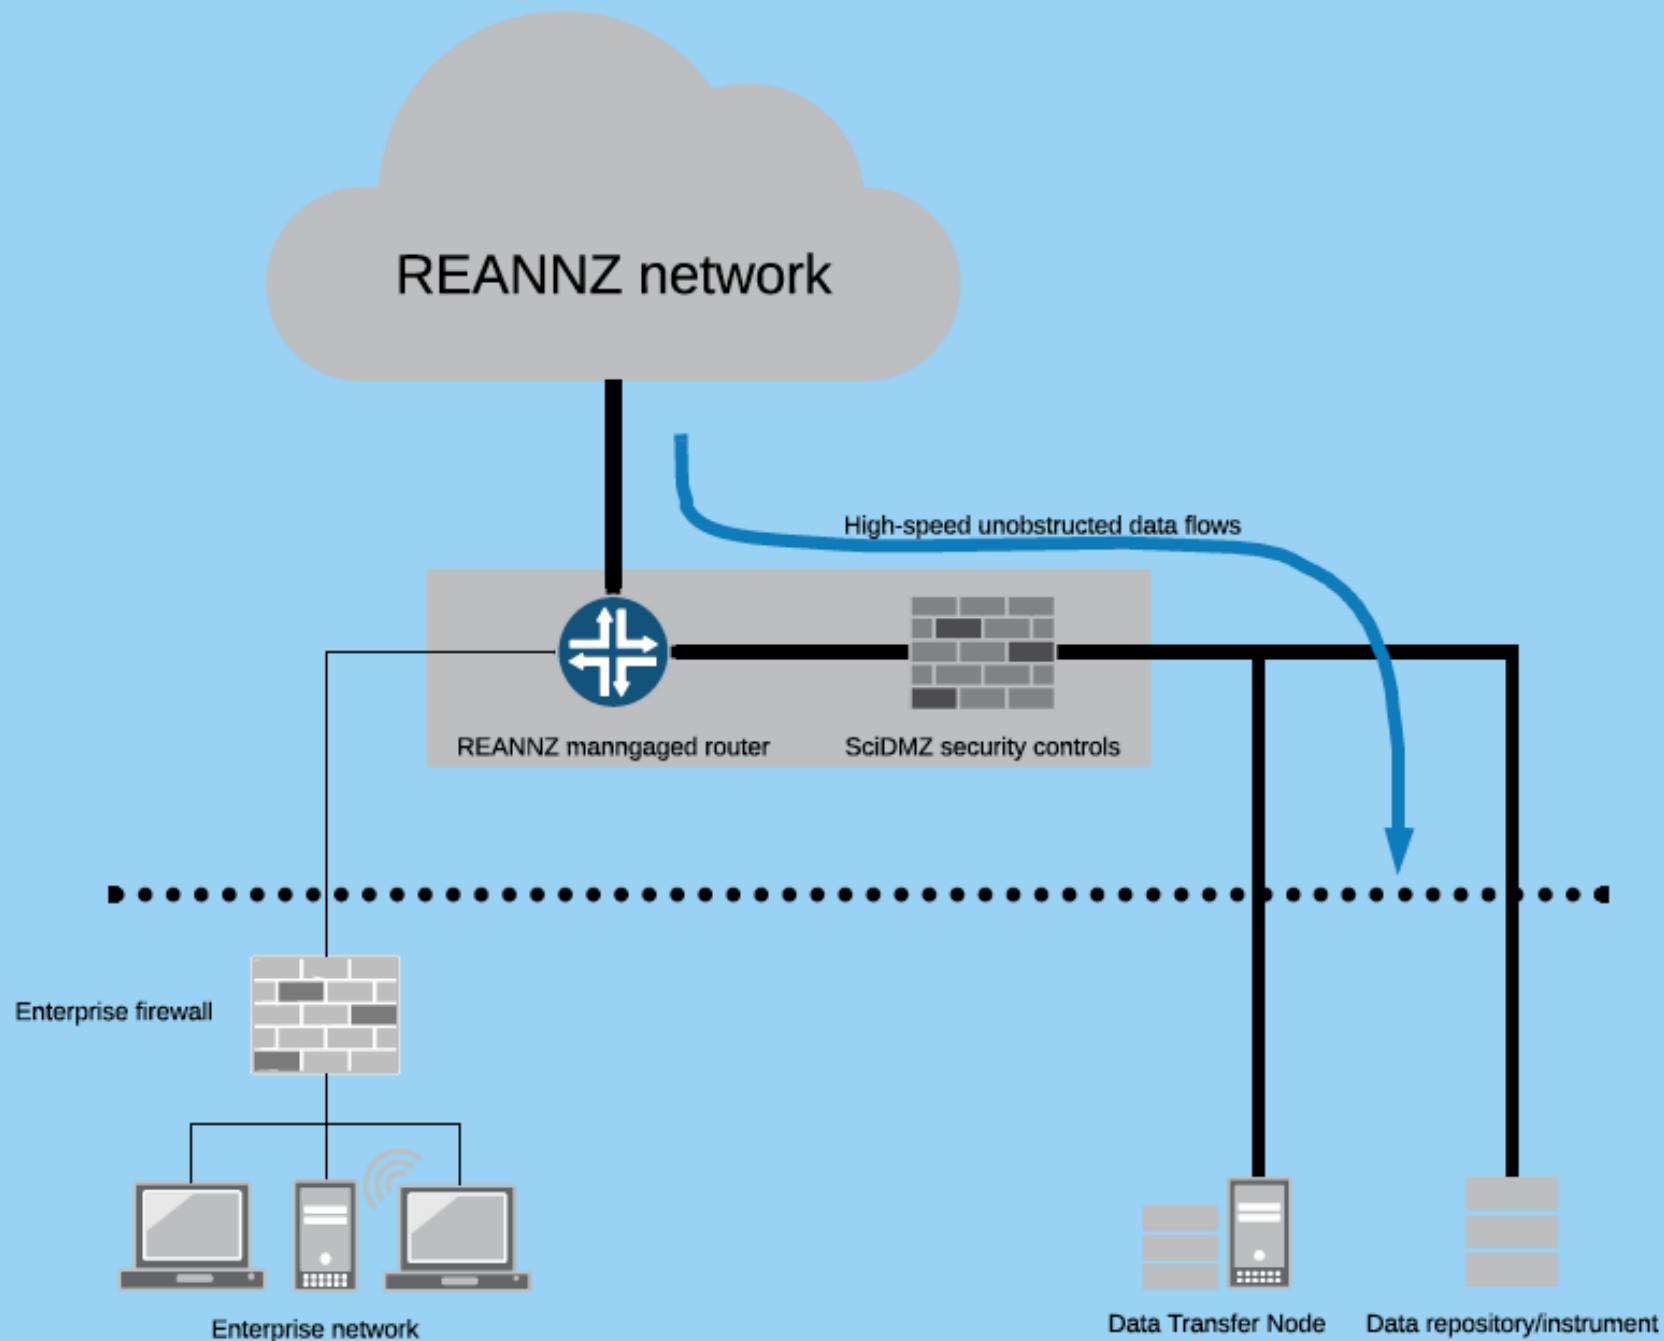 REANNZ network
High-speed unobstructed data flows
REANNZ manngaged router
SciDMZ security controls
Enterprise firewall
Enterprise network
Data Transfer Node
Data repository/instrument